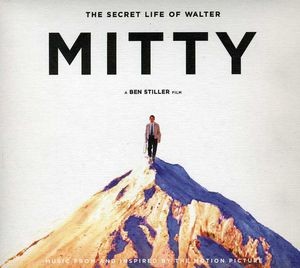 THE SECRET LIFE OF WALTER
MITTY
A BEN STILLER FILM
MUSIC FROM AND INSPIRED BY THE MOTION PICTURE